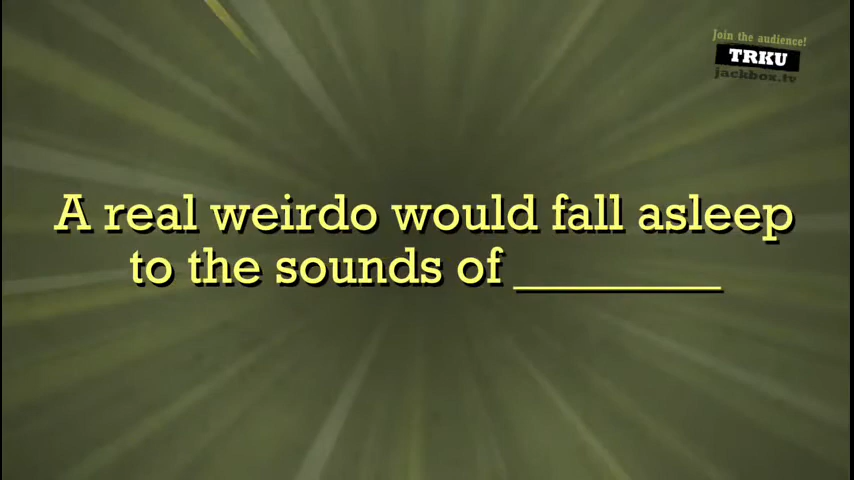 Join the audience!
TRKU
jackbox.tv
A real weirdo would fall asleep
to the sounds of ________